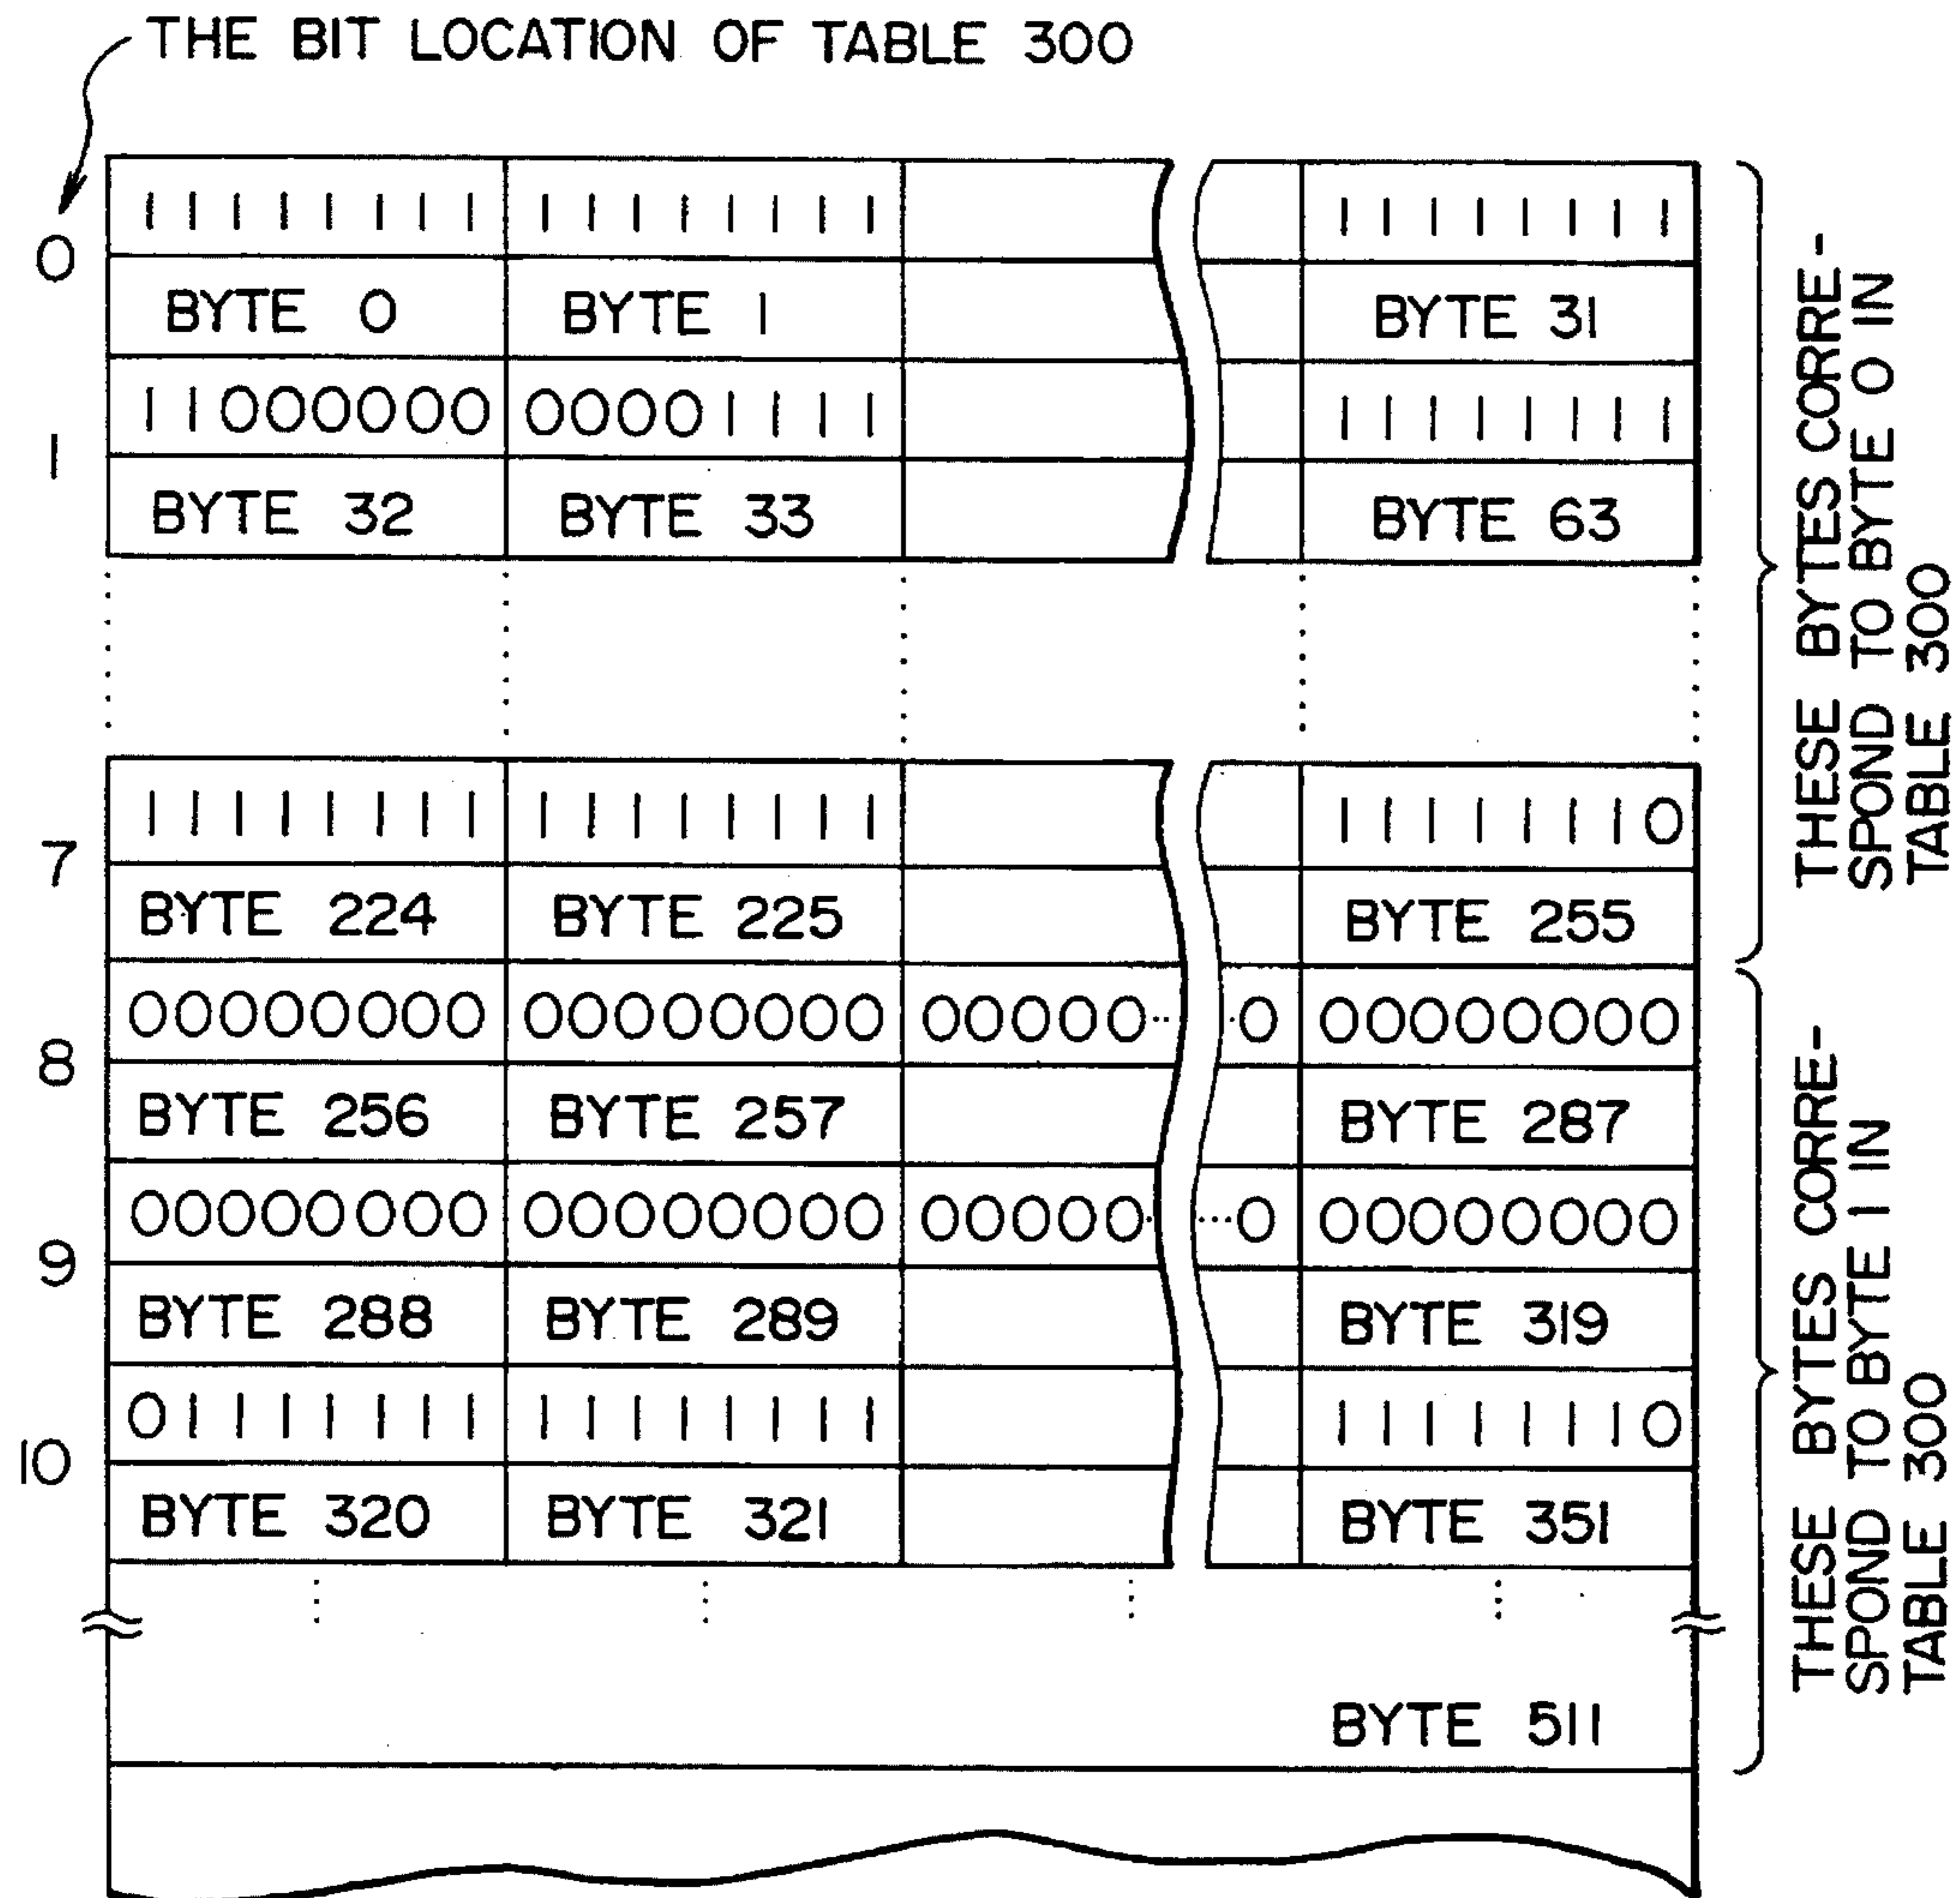 THE BIT LOCATION OF TABLE 300
0
11111111 11111111 11111111
BYTE 0 BYTE 1 BYTE 31
1
11000000 00001111 11111111
BYTE 32 BYTE 33 BYTE 63
7
11111111 11111111 11111110
BYTE 224 BYTE 225 BYTE 255
8
00000000 00000000 00000... ...0 00000000
BYTE 256 BYTE 257 BYTE 287
9
00000000 00000000 00000... ...0 00000000
BYTE 288 BYTE 289 BYTE 319
10
01111111 11111111 11111110
BYTE 320 BYTE 321 BYTE 351
BYTE 511
THESE BYTES CORRE-
SPOND TO BYTE 0 IN
TABLE 300
THESE BYTES CORRE-
SPOND TO BYTE 1 IN
TABLE 300